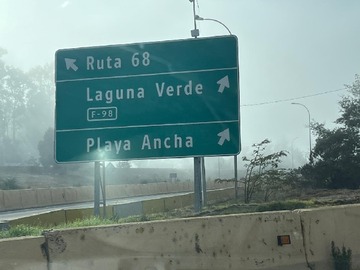 Ruta 68
Laguna Verde
F-98
Playa Ancha